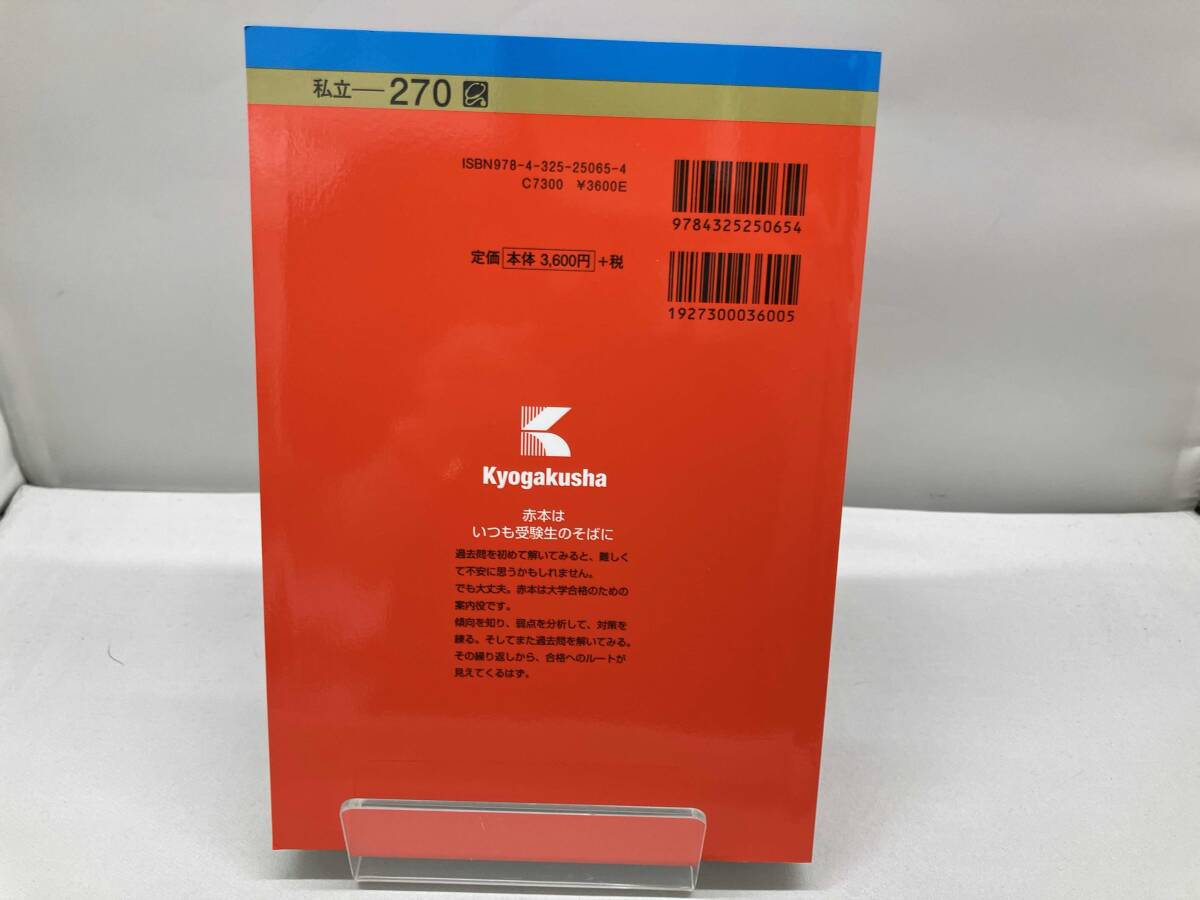 私立―270
ISBN978-4-325-25065-4
C7300 ¥3600E
9784325250654
定価 本体 3,600円 +税
1927300036005
Kyogakusha
赤本は
いつも受験生のそばに
過去問を初めて解いてみると、難しく
て不安に思うかもしれません。
でも大丈夫。赤本は大学合格のための
案内役です。
傾向を知り、弱点を分析して、対策を
練る。そしてまた過去問を解いてみる。
その繰り返しから、合格へのルートが
見えてくるはず。